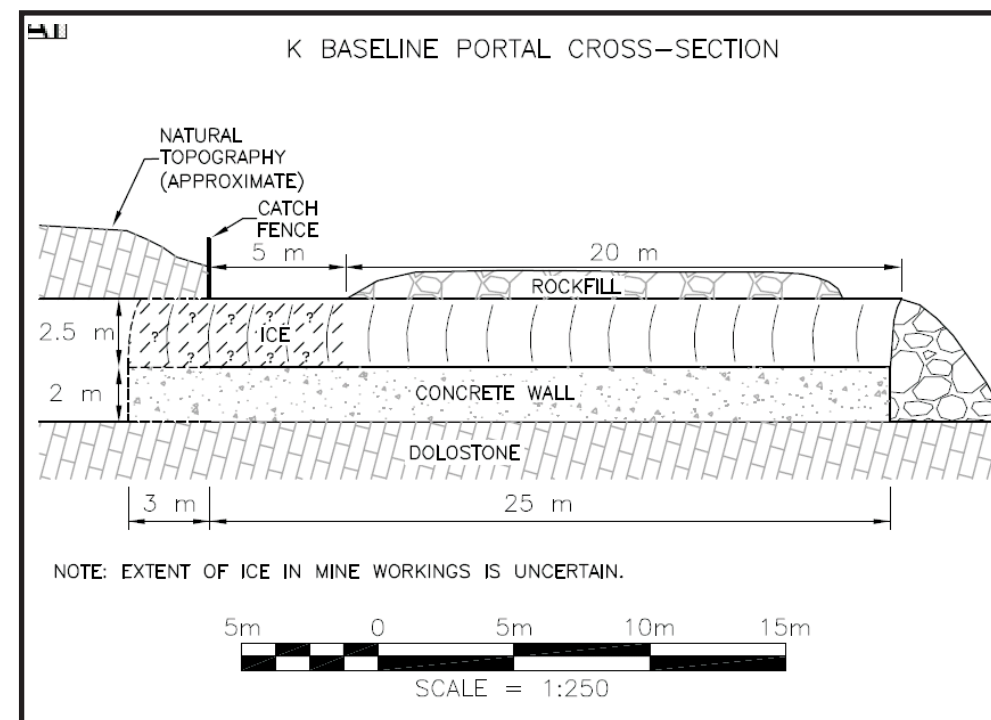 K BASELINE PORTAL CROSS-SECTION
NATURAL
TOPOGRAPHY
(APPROXIMATE)
CATCH
FENCE
5 m
20 m
ROCKFILL
2.5 m
? ? ? ?
?
ICE
? ? ? ?
2 m
CONCRETE WALL
DOLOSTONE
3 m
25 m
NOTE: EXTENT OF ICE IN MINE WORKINGS IS UNCERTAIN.
5m 0 5m 10m 15m
SCALE = 1:250